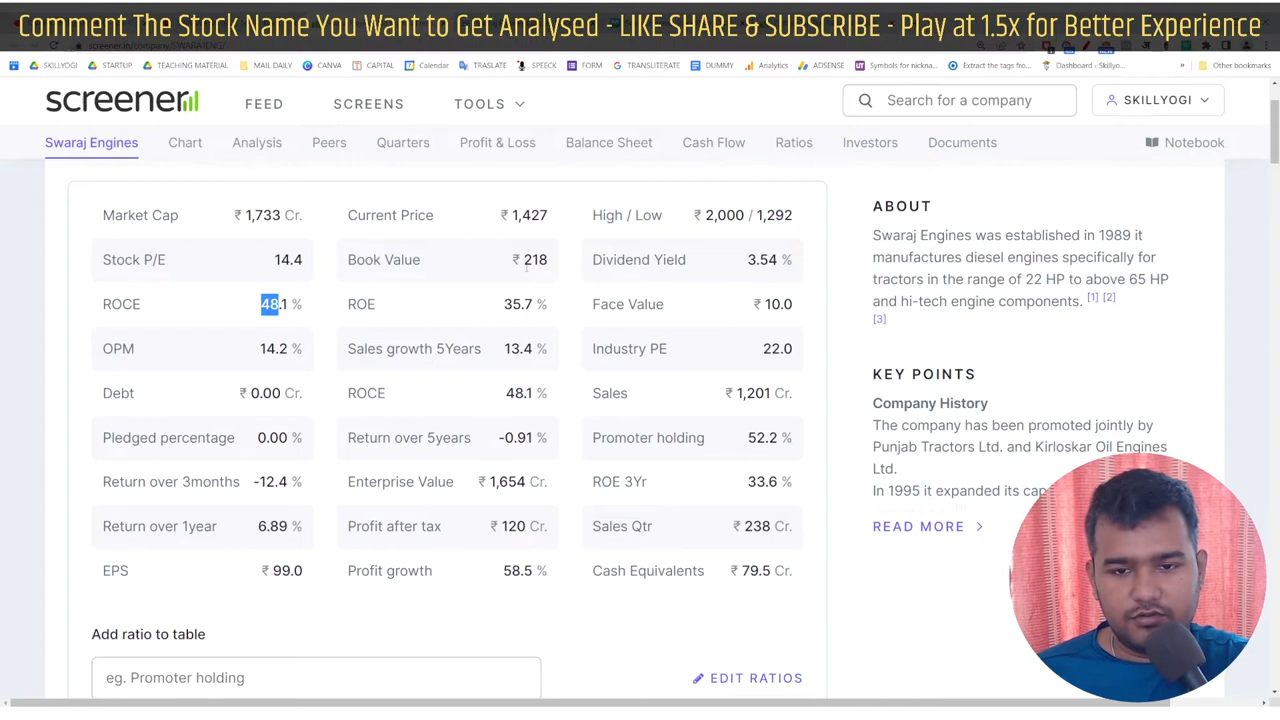 Comment The Stock Name You Want to Get Analysed - LIKE SHARE & SUBSCRIBE - Play at 1.5x for Better Experience
SKILLYOGI STARTUP TEACHING MATERIAL MAIL DAILY CANVA CAPITAL Calendar TRANSLATE SPEECK FORM TRANSLITERATE DUMMY Analytics ADSENSE Symbols for nickna... Extract the tags from... Dashboard ‹ Skillyo... » Other bookmarks
screener FEED SCREENS TOOLS Search for a company SKILLYOGI
Swaraj Engines Chart Analysis Peers Quarters Profit & Loss Balance Sheet Cash Flow Ratios Investors Documents Notebook
Market Cap ₹ 1,733 Cr. Current Price ₹ 1,427 High / Low ₹ 2,000 / 1,292
Stock P/E 14.4 Book Value ₹ 218 Dividend Yield 3.54 %
ROCE 48.1 % ROE 35.7 % Face Value ₹ 10.0
OPM 14.2 % Sales growth 5Years 13.4 % Industry PE 22.0
Debt ₹ 0.00 Cr. ROCE 48.1 % Sales ₹ 1,201 Cr.
Pledged percentage 0.00 % Return over 5years -0.91 % Promoter holding 52.2 %
Return over 3months -12.4 % Enterprise Value ₹ 1,654 Cr. ROE 3Yr 33.6 %
Return over 1year 6.89 % Profit after tax ₹ 120 Cr. Sales Qtr ₹ 238 Cr.
EPS ₹ 99.0 Profit growth 58.5 % Cash Equivalents ₹ 79.5 Cr.
Add ratio to table
eg. Promoter holding EDIT RATIOS
ABOUT
Swaraj Engines was established in 1989 it
manufactures diesel engines specifically for
tractors in the range of 22 HP to above 65 HP
and hi-tech engine components. [1] [2]
[3]
KEY POINTS
Company History
The company has been promoted jointly by
Punjab Tractors Ltd. and Kirloskar Oil Engines
Ltd.
In 1995 it expanded its cap
READ MORE